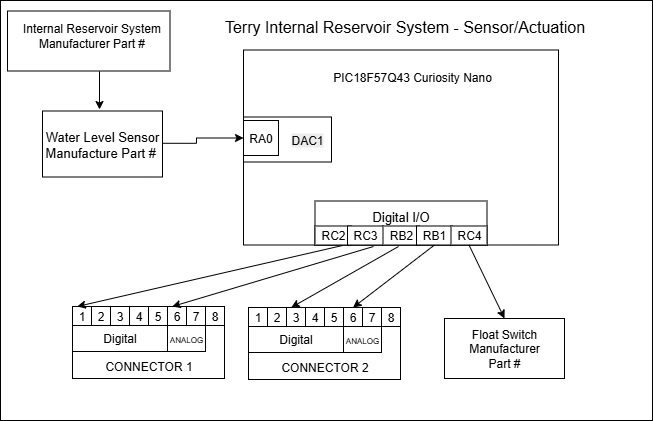 Terry Internal Reservoir System - Sensor/Actuation
Internal Reservoir System
Manufacturer Part #
PIC18F57Q43 Curiosity Nano
Water Level Sensor
Manufacture Part #
RA0
DAC1
Digital I/O
RC2 RC3 RB2 RB1 RC4
1 2 3 4 5 6 7 8
Digital ANALOG
CONNECTOR 1
1 2 3 4 5 6 7 8
Digital ANALOG
CONNECTOR 2
Float Switch
Manufacturer
Part #